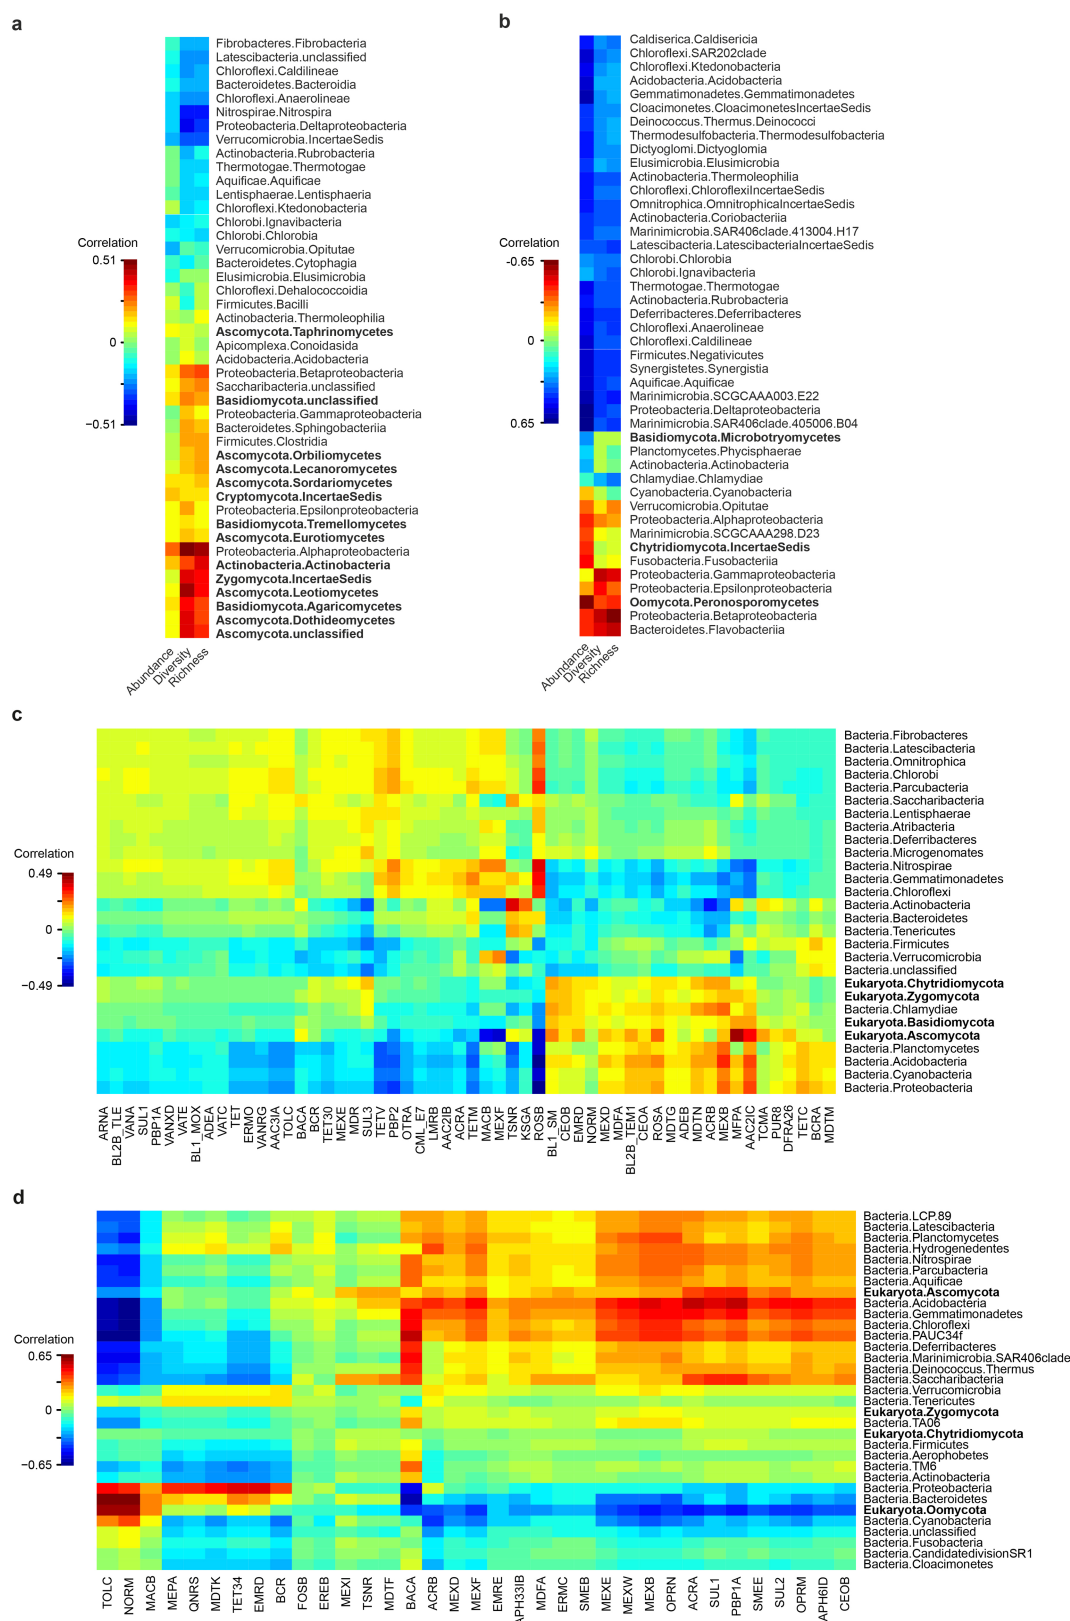 a
Fibrobacteres.Fibrobacteria
Latescibacteria.unclassified
Chloroflexi.Caldilineae
Bacteroidetes.Bacteroidia
Chloroflexi.Anaerolineae
Nitrospirae.Nitrospira
Proteobacteria.Deltaproteobacteria
Verrucomicrobia.IncertaeSedis
Actinobacteria.Rubrobacteria
Thermotogae.Thermotogae
Aquificae.Aquificae
Lentisphaerae.Lentisphaeria
Chloroflexi.Ktedonobacteria
Chlorobi.Ignavibacteria
Chlorobi.Chlorobia
Verrucomicrobia.Opitutae
Bacteroidetes.Cytophagia
Elusimicrobia.Elusimicrobia
Chloroflexi.Dehalococcoidia
Firmicutes.Bacilli
Actinobacteria.Thermoleophilia
Ascomycota.Taphrinomycetes
Apicomplexa.Conoidasida
Acidobacteria.Acidobacteria
Proteobacteria.Betaproteobacteria
Saccharibacteria.unclassified
Basidiomycota.unclassified
Proteobacteria.Gammaproteobacteria
Bacteroidetes.Sphingobacteriia
Firmicutes.Clostridia
Ascomycota.Orbiliomycetes
Ascomycota.Lecanoromycetes
Ascomycota.Sordariomycetes
Cryptomycota.IncertaeSedis
Proteobacteria.Epsilonproteobacteria
Basidiomycota.Tremellomycetes
Ascomycota.Eurotiomycetes
Proteobacteria.Alphaproteobacteria
Actinobacteria.Actinobacteria
Zygomycota.IncertaeSedis
Ascomycota.Leotiomycetes
Basidiomycota.Agaricomycetes
Ascomycota.Dothideomycetes
Ascomycota.unclassified
Correlation
0.51
0
−0.51
Abundance
Diversity
Richness
b
Caldiserica.Caldisericia
Chloroflexi.SAR202clade
Chloroflexi.Ktedonobacteria
Acidobacteria.Acidobacteria
Gemmatimonadetes.Gemmatimonadetes
Cloacimonetes.CloacimonetesIncertaeSedis
Deinococcus.Thermus.Deinococci
Thermodesulfobacteria.Thermodesulfobacteria
Dictyoglomi.Dictyoglomia
Elusimicrobia.Elusimicrobia
Actinobacteria.Thermoleophilia
Chloroflexi.ChloroflexiIncertaeSedis
Omnitrophica.OmnitrophicaIncertaeSedis
Actinobacteria.Coriobacteriia
Marinimicrobia.SAR406clade.413004.H17
Latescibacteria.LatescibacteriaIncertaeSedis
Chlorobi.Chlorobia
Chlorobi.Ignavibacteria
Thermotogae.Thermotogae
Actinobacteria.Rubrobacteria
Deferribacteres.Deferribacteres
Chloroflexi.Anaerolineae
Chloroflexi.Caldilineae
Firmicutes.Negativicutes
Synergistetes.Synergistia
Aquificae.Aquificae
Marinimicrobia.SCGCAAA003.E22
Proteobacteria.Deltaproteobacteria
Marinimicrobia.SAR406clade.405006.B04
Basidiomycota.Microbotryomycetes
Planctomycetes.Phycisphaerae
Actinobacteria.Actinobacteria
Chlamydiae.Chlamydiae
Cyanobacteria.Cyanobacteria
Verrucomicrobia.Opitutae
Proteobacteria.Alphaproteobacteria
Marinimicrobia.SCGCAAA298.D23
Chytridiomycota.IncertaeSedis
Fusobacteria.Fusobacteriia
Proteobacteria.Gammaproteobacteria
Proteobacteria.Epsilonproteobacteria
Oomycota.Peronosporomycetes
Proteobacteria.Betaproteobacteria
Bacteroidetes.Flavobacteriia
Correlation
-0.65
0
0.65
Abundance
Diversity
Richness
c
Bacteria.Fibrobacteres
Bacteria.Latescibacteria
Bacteria.Omnitrophica
Bacteria.Chlorobi
Bacteria.Parcubacteria
Bacteria.Saccharibacteria
Bacteria.Lentisphaerae
Bacteria.Atribacteria
Bacteria.Deferribacteres
Bacteria.Microgenomates
Bacteria.Nitrospirae
Bacteria.Gemmatimonadetes
Bacteria.Chloroflexi
Bacteria.Actinobacteria
Bacteria.Bacteroidetes
Bacteria.Tenericutes
Bacteria.Firmicutes
Bacteria.Verrucomicrobia
Bacteria.unclassified
Eukaryota.Chytridiomycota
Eukaryota.Zygomycota
Bacteria.Chlamydiae
Eukaryota.Basidiomycota
Eukaryota.Ascomycota
Bacteria.Planctomycetes
Bacteria.Acidobacteria
Bacteria.Cyanobacteria
Bacteria.Proteobacteria
Correlation
0.49
0
−0.49
ARNA
BL2B_TLE
VANA
SUL1
PBP1A
VANXD
VATE
BL1_MOX
ADEA
VATC
TET
ERMO
VANRG
AAC3IA
TOLC
BACA
BCR
TET30
MEXE
MDR
SUL3
TETV
PBP2
OTRA
CML_E7
LMRB
AAC2IB
ACRA
TETM
MACB
MEXF
TSNR
KSGA
ROSB
BL1_SM
CEOB
EMRD
NORM
MEXD
MDFA
BL2B_TEM1
CEOA
ROSA
MDTG
ADEB
MDTN
ACRB
MEXB
MFPA
AAC2IC
TCMA
PUR8
DFRA26
TETC
BCRA
MDTM
d
Bacteria.LCP.89
Bacteria.Latescibacteria
Bacteria.Planctomycetes
Bacteria.Hydrogenedentes
Bacteria.Nitrospirae
Bacteria.Parcubacteria
Bacteria.Aquificae
Eukaryota.Ascomycota
Bacteria.Acidobacteria
Bacteria.Gemmatimonadetes
Bacteria.Chloroflexi
Bacteria.PAUC34f
Bacteria.Deferribacteres
Bacteria.Marinimicrobia.SAR406clade
Bacteria.Deinococcus.Thermus
Bacteria.Saccharibacteria
Bacteria.Verrucomicrobia
Bacteria.Tenericutes
Eukaryota.Zygomycota
Bacteria.TA06
Eukaryota.Chytridiomycota
Bacteria.Firmicutes
Bacteria.Aerophobetes
Bacteria.TM6
Bacteria.Actinobacteria
Bacteria.Proteobacteria
Bacteria.Bacteroidetes
Eukaryota.Oomycota
Bacteria.Cyanobacteria
Bacteria.unclassified
Bacteria.Fusobacteria
Bacteria.CandidatedivisionSR1
Bacteria.Cloacimonetes
Correlation
0.65
0
−0.65
TOLC
NORM
MACB
MEPA
QNRS
MDTK
TET34
EMRD
BCR
FOSB
EREB
MEXI
TSNR
MDTF
BACA
ACRB
MEXD
MEXF
EMRE
APH33IB
MDFA
ERMC
SMEB
MEXE
MEXW
MEXB
OPRN
ACRA
SUL1
PBP1A
SMEE
SUL2
OPRM
APH6ID
CEOB